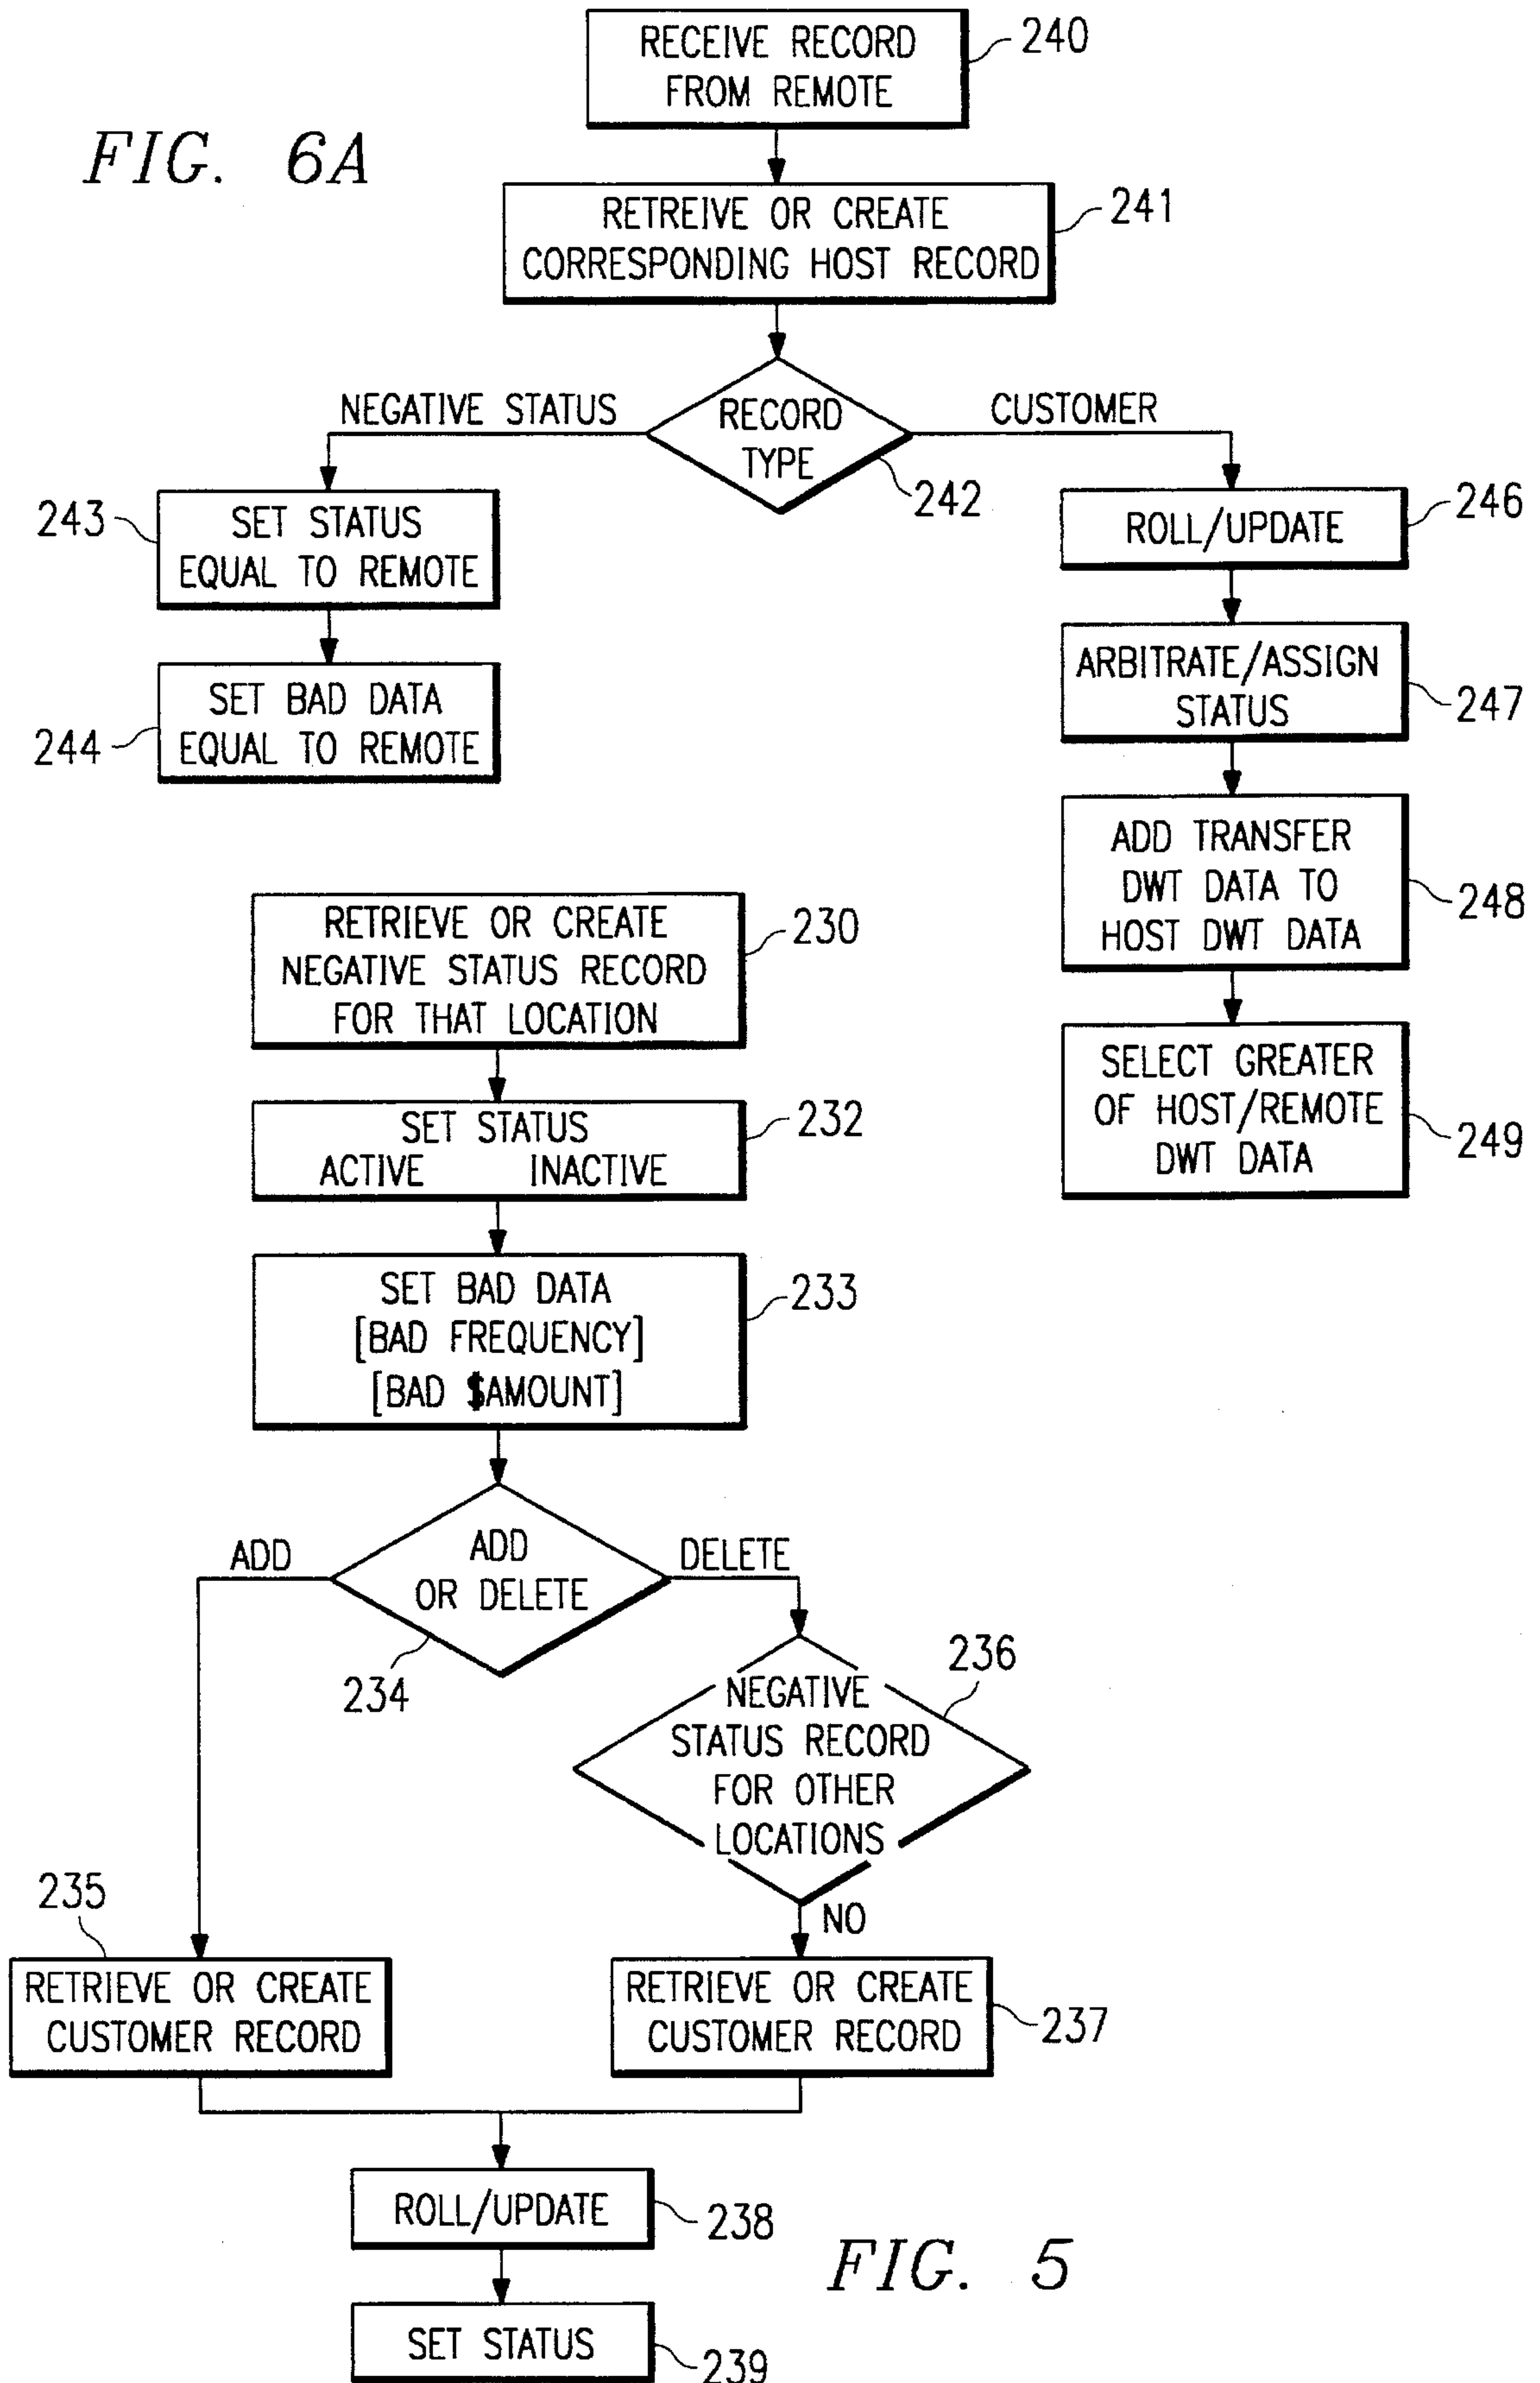 FIG. 6A
RECEIVE RECORD
FROM REMOTE
240
RETREIVE OR CREATE
CORRESPONDING HOST RECORD
241
NEGATIVE STATUS
RECORD
TYPE
CUSTOMER
242
243
SET STATUS
EQUAL TO REMOTE
244
SET BAD DATA
EQUAL TO REMOTE
ROLL/UPDATE
246
ARBITRATE/ASSIGN
STATUS
247
ADD TRANSFER
DWT DATA TO
HOST DWT DATA
248
SELECT GREATER
OF HOST/REMOTE
DWT DATA
249
RETRIEVE OR CREATE
NEGATIVE STATUS RECORD
FOR THAT LOCATION
230
SET STATUS
ACTIVE INACTIVE
232
SET BAD DATA
[BAD FREQUENCY]
[BAD $AMOUNT]
233
ADD
ADD
OR DELETE
DELETE
234
NEGATIVE
STATUS RECORD
FOR OTHER
LOCATIONS
236
NO
235
RETRIEVE OR CREATE
CUSTOMER RECORD
RETRIEVE OR CREATE
CUSTOMER RECORD
237
ROLL/UPDATE
238
SET STATUS
239
FIG. 5